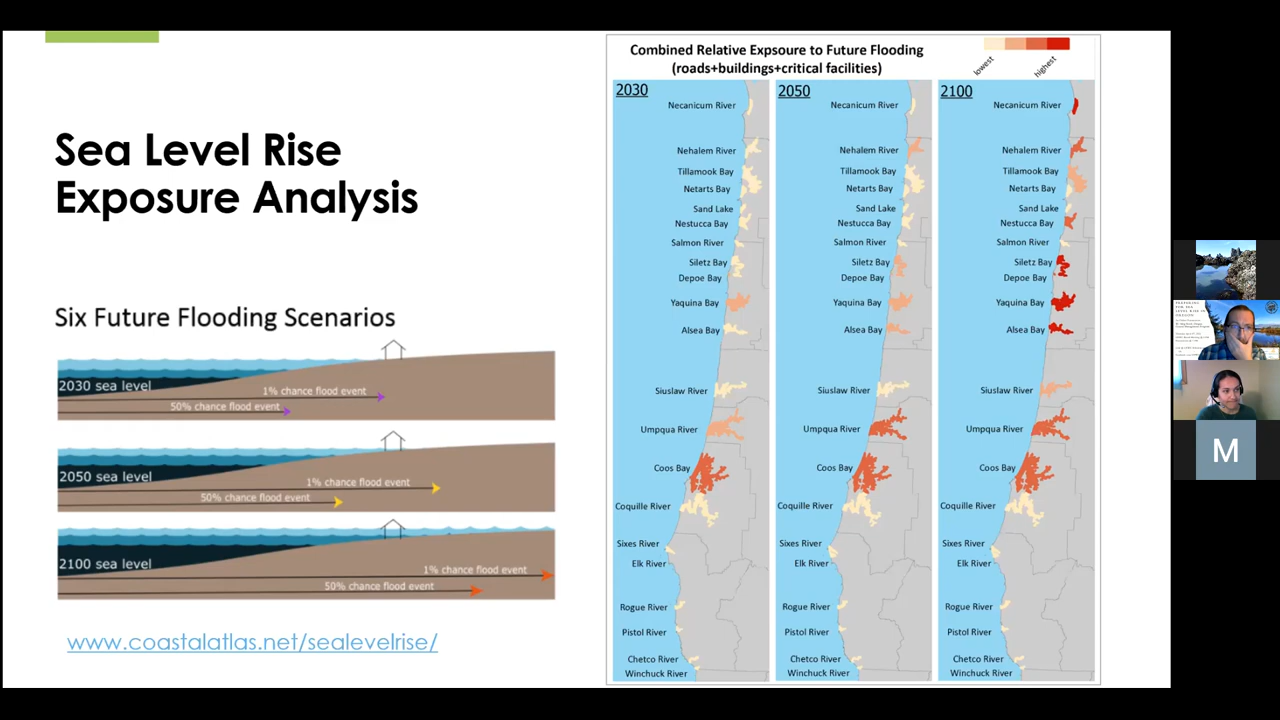 Sea Level Rise
Exposure Analysis
Six Future Flooding Scenarios
2030 sea level
1% chance flood event
50% chance flood event
2050 sea level
1% chance flood event
50% chance flood event
2100 sea level
1% chance flood event
50% chance flood event
www.coastalatlas.net/sealevelrise/
Combined Relative Expsoure to Future Flooding
(roads+buildings+critical facilities)
lowest
highest
2030
Necanicum River
Nehalem River
Tillamook Bay
Netarts Bay
Sand Lake
Nestucca Bay
Salmon River
Siletz Bay
Depoe Bay
Yaquina Bay
Alsea Bay
Siuslaw River
Umpqua River
Coos Bay
Coquille River
Sixes River
Elk River
Rogue River
Pistol River
Chetco River
Winchuck River
2050
Necanicum River
Nehalem River
Tillamook Bay
Netarts Bay
Sand Lake
Nestucca Bay
Salmon River
Siletz Bay
Depoe Bay
Yaquina Bay
Alsea Bay
Siuslaw River
Umpqua River
Coos Bay
Coquille River
Sixes River
Elk River
Rogue River
Pistol River
Chetco River
Winchuck River
2100
Necanicum River
Nehalem River
Tillamook Bay
Netarts Bay
Sand Lake
Nestucca Bay
Salmon River
Siletz Bay
Depoe Bay
Yaquina Bay
Alsea Bay
Siuslaw River
Umpqua River
Coos Bay
Coquille River
Sixes River
Elk River
Rogue River
Pistol River
Chetco River
Winchuck River
PREPARING
FOR SEA
LEVEL RISE IN
OREGON
M